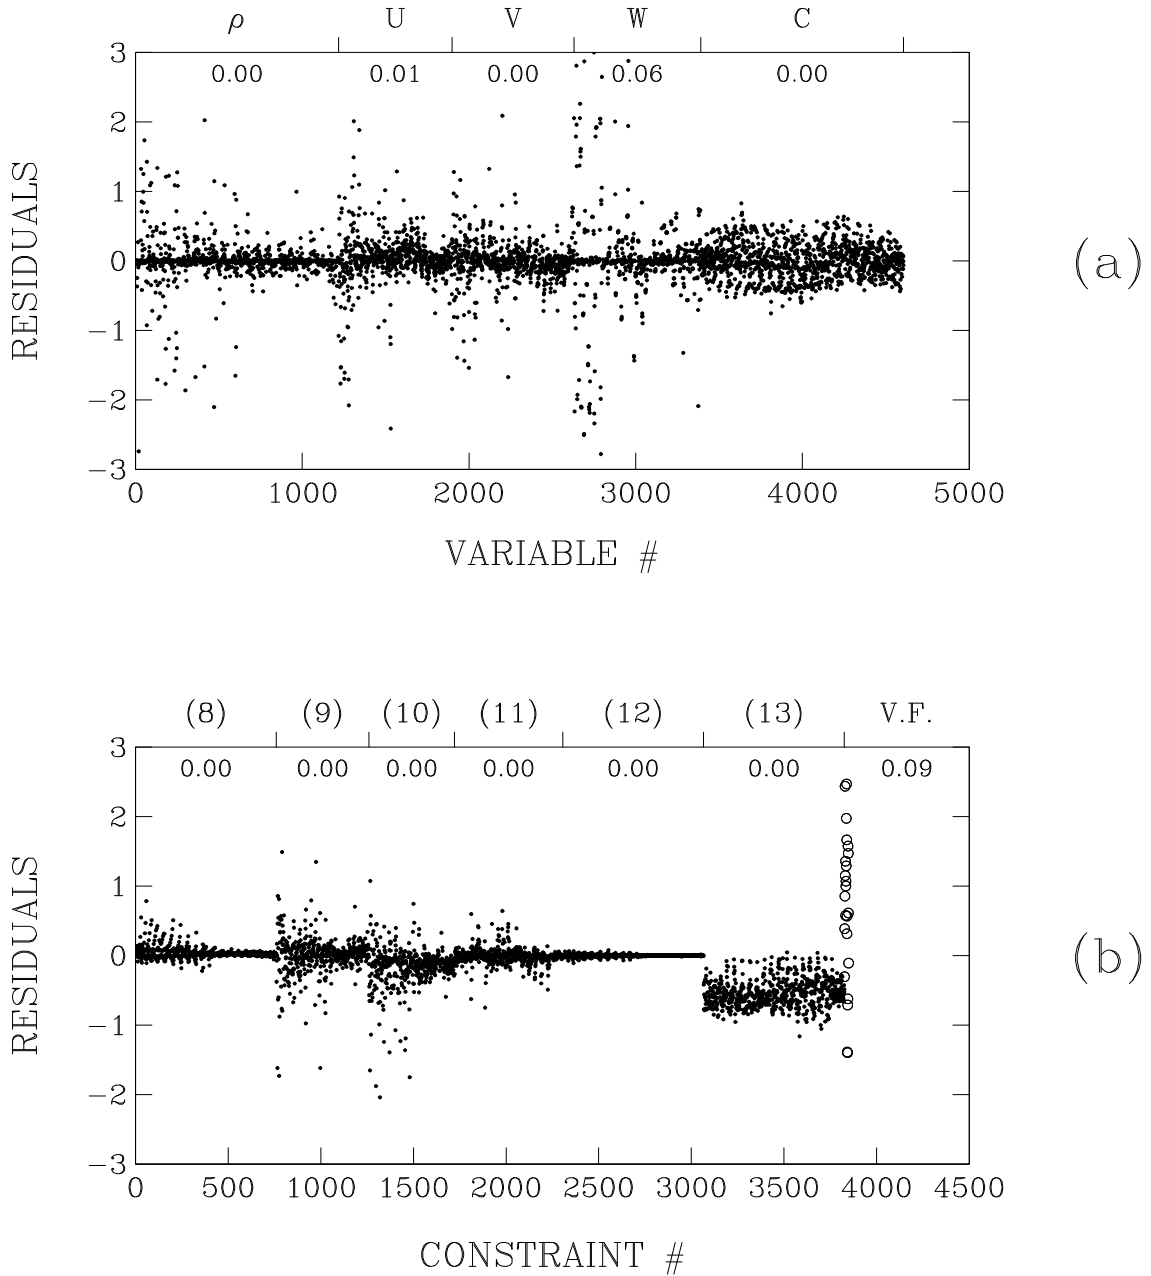 ρ U V W C
3
0.00 0.01 0.00 0.06 0.00
2
1
0
−1
−2
−3
RESIDUALS
(a)
0 1000 2000 3000 4000 5000
VARIABLE #
(8) (9) (10) (11) (12) (13) V.F.
3
0.00 0.00 0.00 0.00 0.00 0.00 0.09
2
1
0
−1
−2
−3
RESIDUALS
(b)
0 500 1000 1500 2000 2500 3000 3500 4000 4500
CONSTRAINT #